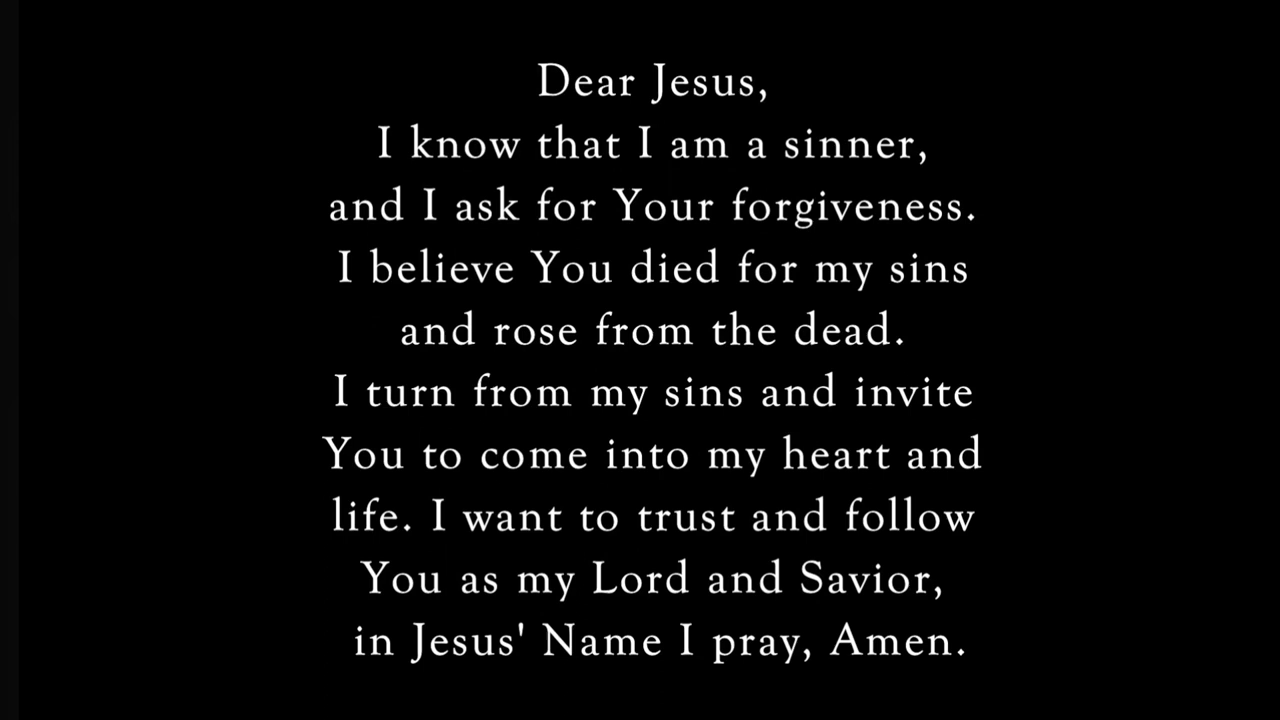 Dear Jesus,
I know that I am a sinner,
and I ask for Your forgiveness.
I believe You died for my sins
and rose from the dead.
I turn from my sins and invite
You to come into my heart and
life. I want to trust and follow
You as my Lord and Savior,
in Jesus' Name I pray, Amen.